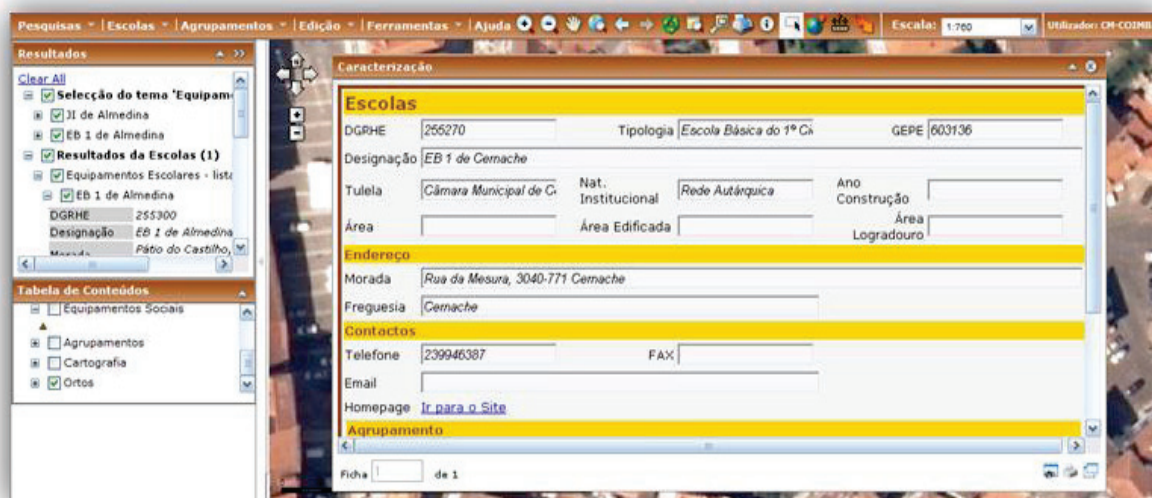 Pesquisas | Escolas | Agrupamentos | Edição | Ferramentas | Ajuda Escala: 1:760 Utilizador: CM-COIMB
Resultados
Clear All
Selecção do tema 'Equipam
JI de Almedina
EB 1 de Almedina
Resultados da Escolas (1)
Equipamentos Escolares - lista
EB 1 de Almedina
DGRHE 255300
Designação EB 1 de Almedina
Morada Pátio do Castilho,
Tabela de Conteúdos
Equipamentos Sociais
Agrupamentos
Cartografia
Ortos
Caracterização
Escolas
DGRHE 255270 Tipologia Escola Básica do 1º Ci GEPE 603136
Designação EB 1 de Cernache
Tulela Câmara Municipal de C Nat. Institucional Rede Autárquica Ano Construção
Área Área Edificada Área Logradouro
Endereço
Morada Rua da Mesura, 3040-771 Cernache
Freguesia Cernache
Contactos
Telefone 239946387 FAX
Email
Homepage Ir para o Site
Agrupamento
Ficha 1 de 1